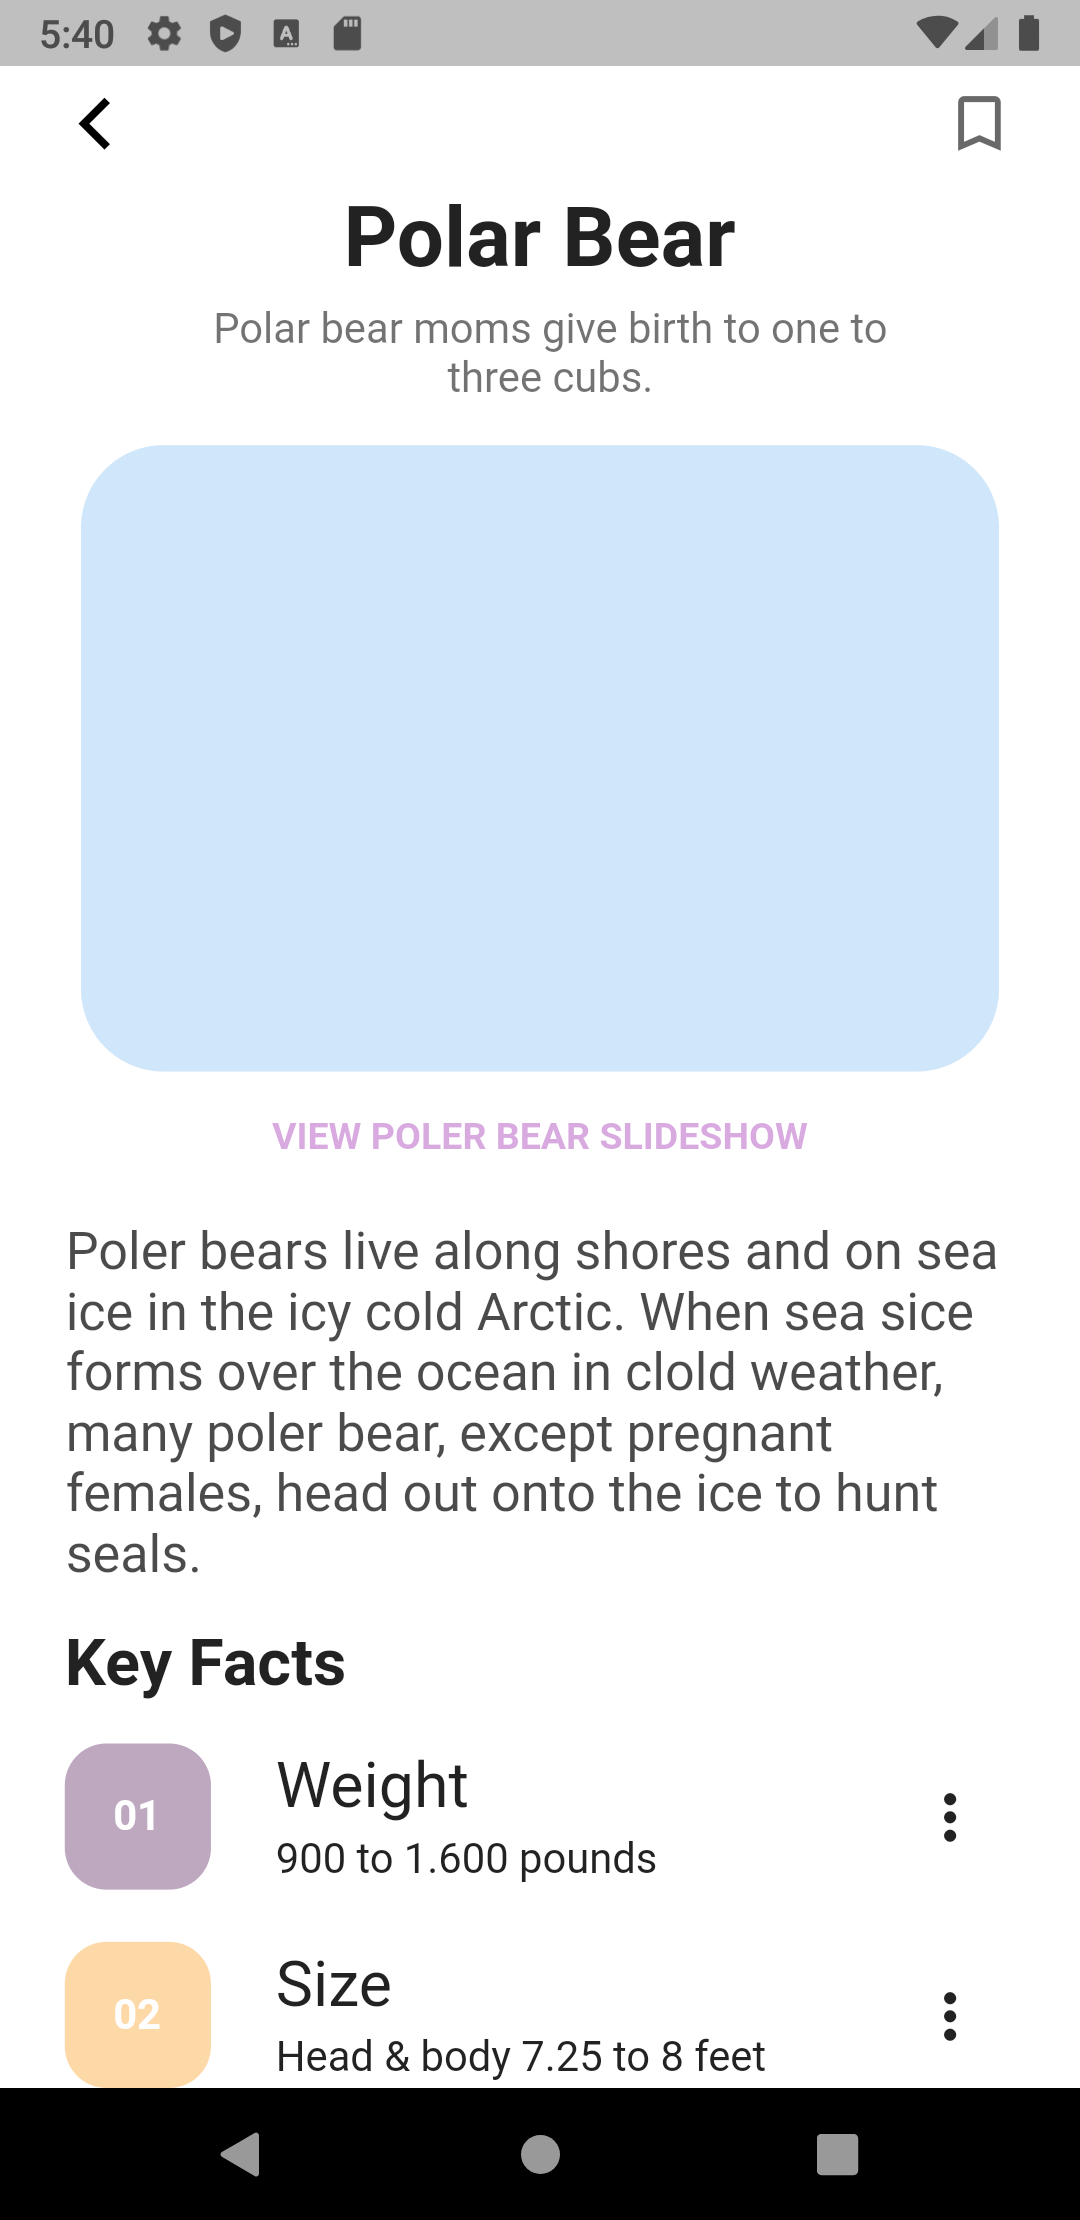 5:40
Polar Bear
Polar bear moms give birth to one to
three cubs.
VIEW POLER BEAR SLIDESHOW
Poler bears live along shores and on sea
ice in the icy cold Arctic. When sea sice
forms over the ocean in clold weather,
many poler bear, except pregnant
females, head out onto the ice to hunt
seals.
Key Facts
01
Weight
900 to 1.600 pounds
02
Size
Head & body 7.25 to 8 feet